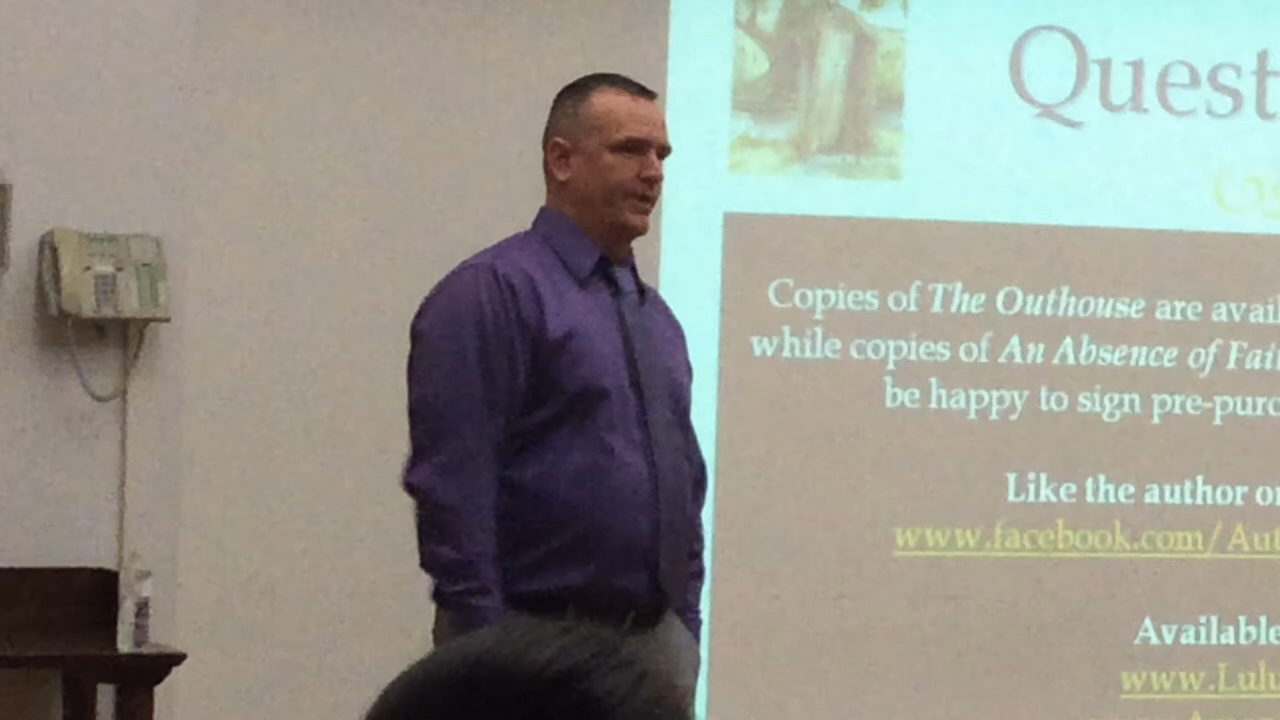 Quest
Copies of The Outhouse are avail
while copies of An Absence of Fai
be happy to sign pre-purc
Like the author o
www.facebook.com/Aut
Available
www.Lulu